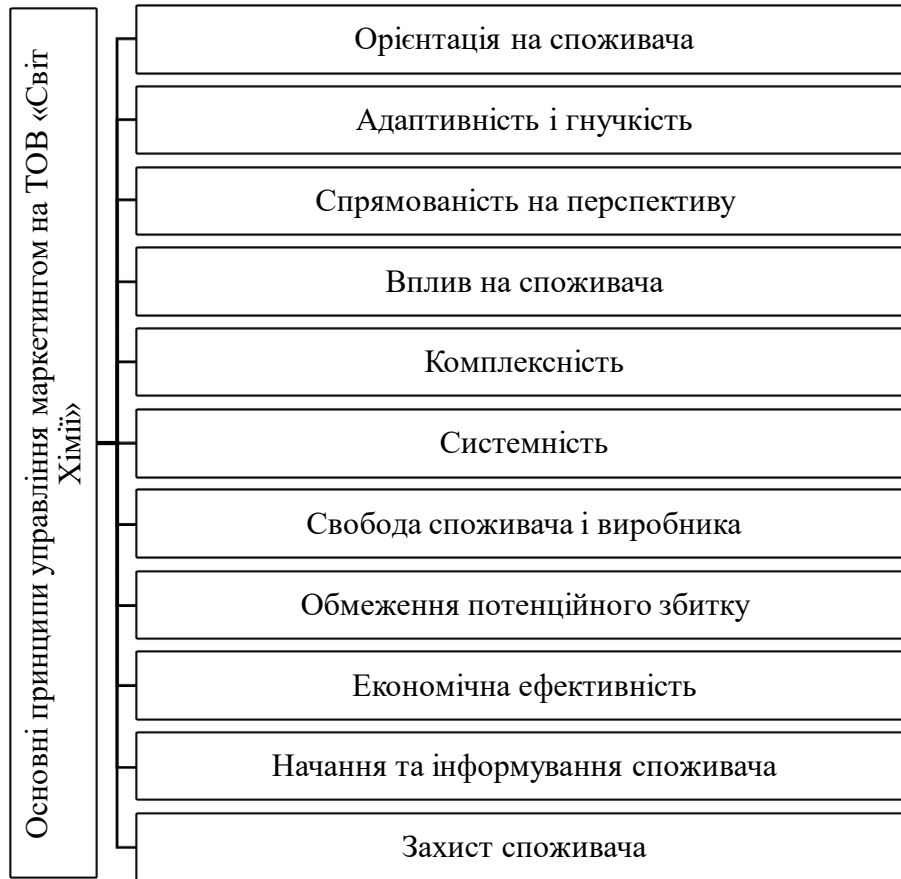 Основні принципи управління маркетингом на ТОВ «Світ
Хімії»
Орієнтація на споживача
Адаптивність і гнучкість
Спрямованість на перспективу
Вплив на споживача
Комплексність
Системність
Свобода споживача і виробника
Обмеження потенційного збитку
Економічна ефективність
Начання та інформування споживача
Захист споживача